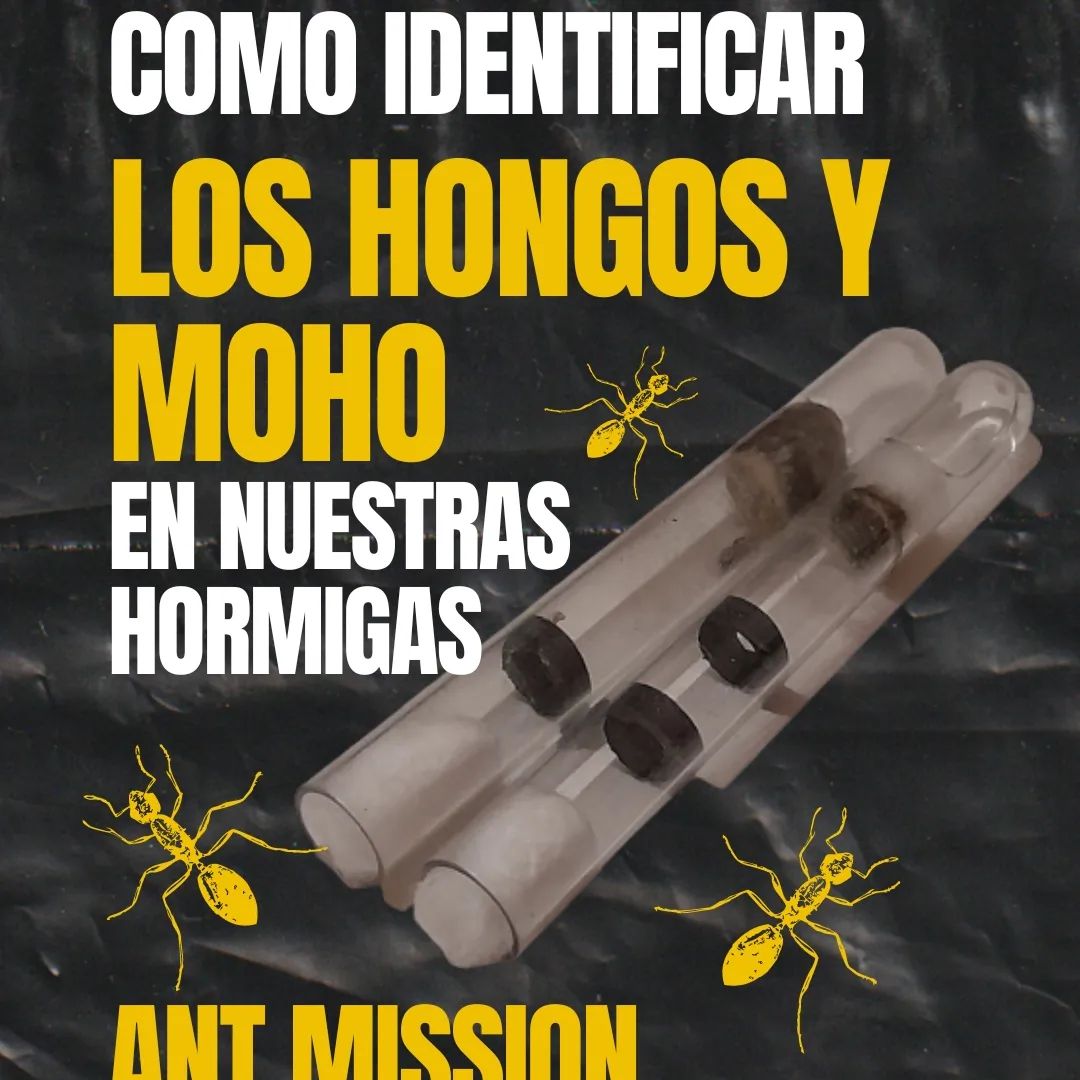 COMO IDENTIFICAR
LOS HONGOS Y
MOHO
EN NUESTRAS
HORMIGAS
ANT MISSION